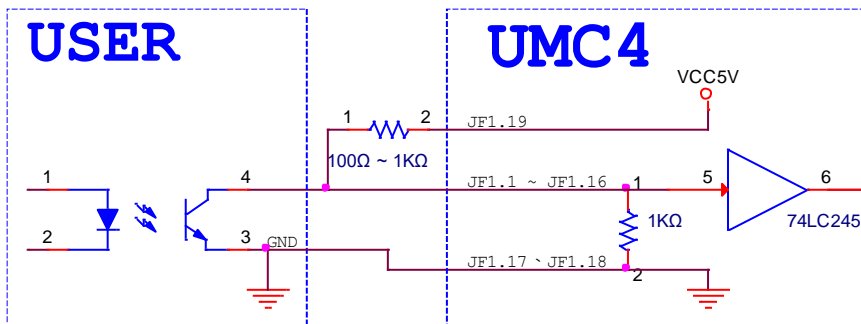 USER
UMC4
VCC5V
1
2
JF1.19
100Ω ~ 1KΩ
1
4
JF1.1 ~ JF1.16
1
5
6
1KΩ
74LC245
2
3
GND
JF1.17、JF1.18
2